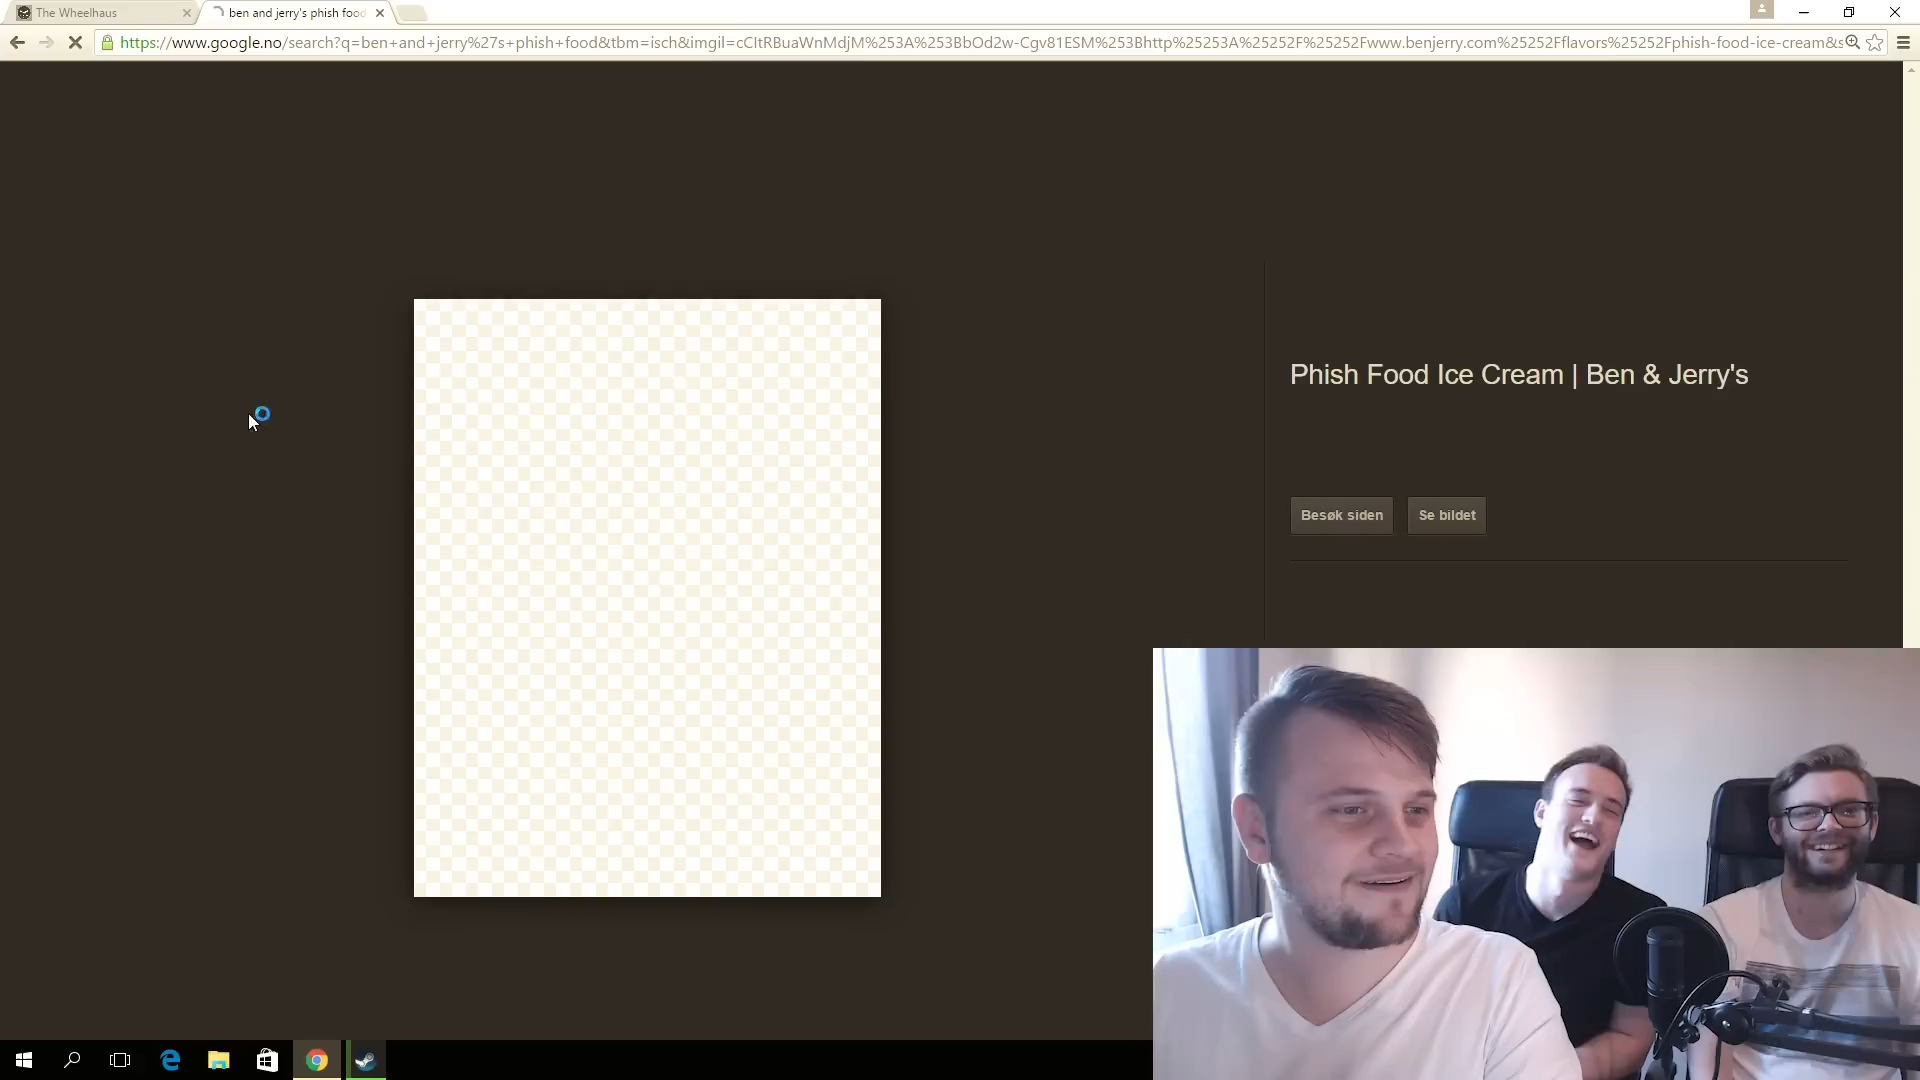 The Wheelhaus
ben and jerry's phish food
https://www.google.no/search?q=ben+and+jerry%27s+phish+food&tbm=isch&imgil=cCItRBuaWnMdjM%253A%253BbOd2w-Cgv81ESM%253Bhttp%25253A%25252F%25252Fwww.benjerry.com%25252Fflavors%25252Fphish-food-ice-cream&s
Phish Food Ice Cream | Ben & Jerry's
Besøk siden
Se bildet